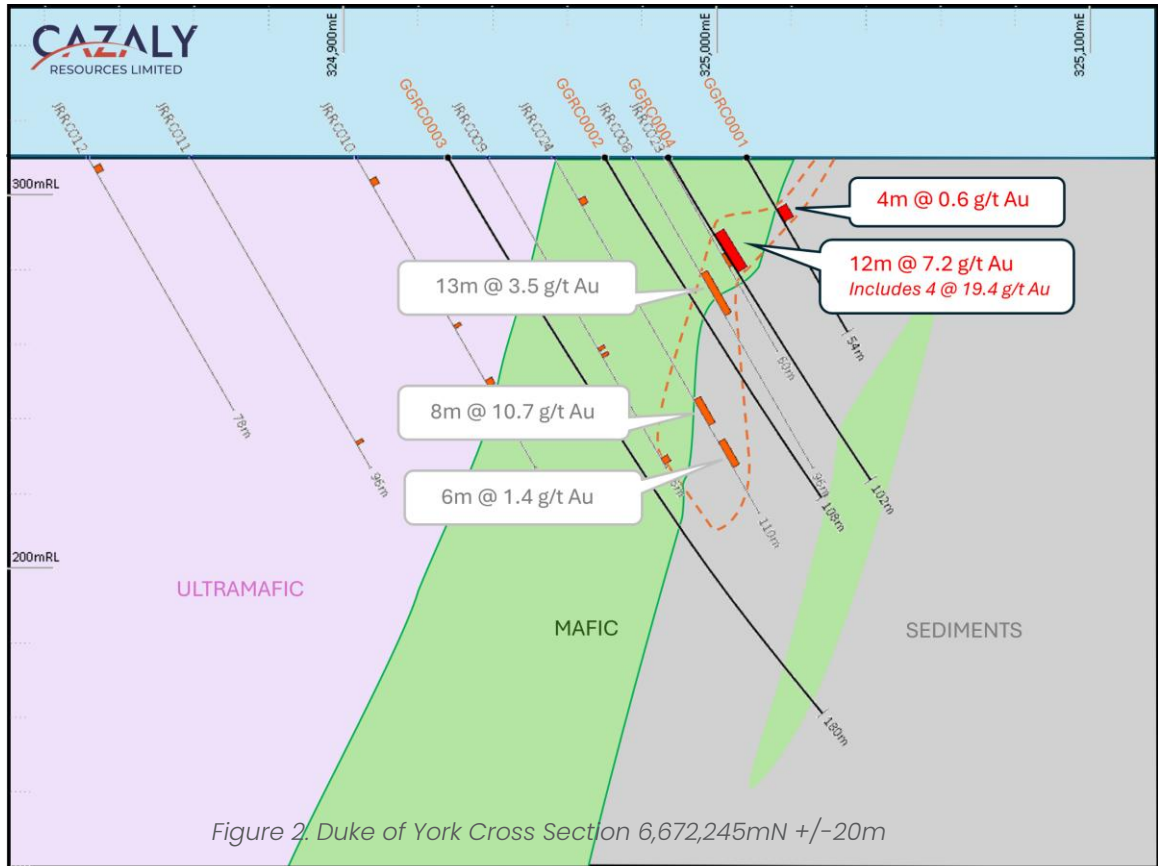 CAZALY
RESOURCES LIMITED
324,900mE
325,000mE
325,100mE
JRRC012
JRRC011
JRRC010
GGRC0003
JRRC009
JRRC024
GGRC0002
JRRC008
GGRC0004
JRRC023
GGRC0001
300mRL
4m @ 0.6 g/t Au
12m @ 7.2 g/t Au
Includes 4 @ 19.4 g/t Au
13m @ 3.5 g/t Au
54m
60m
8m @ 10.7 g/t Au
78m
6m @ 1.4 g/t Au
96m
96m
102m
108m
110m
200mRL
ULTRAMAFIC
MAFIC
SEDIMENTS
180m
Figure 2. Duke of York Cross Section 6,672,245mN +/-20m